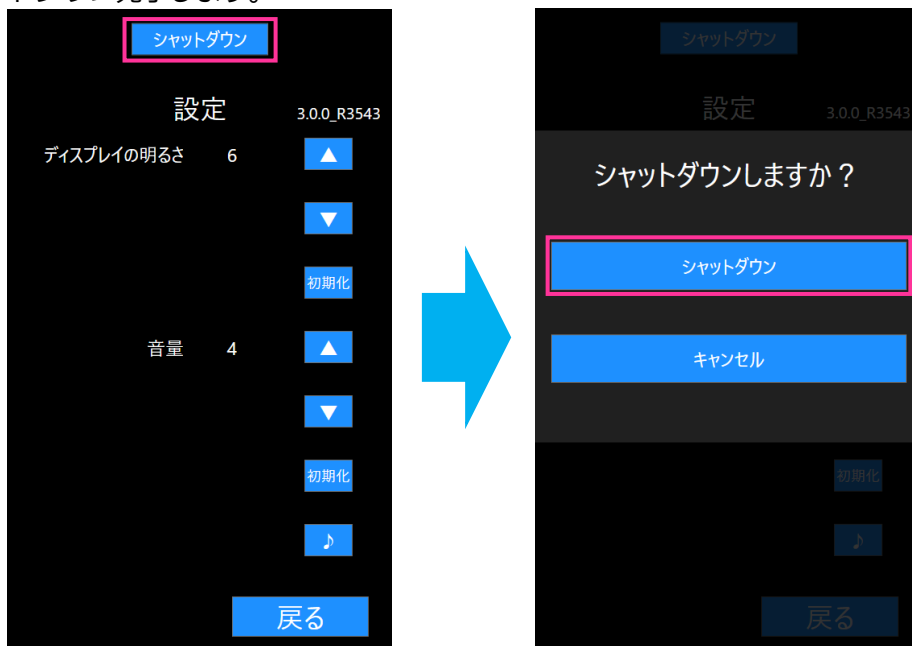 シャットダウン
設定 3.0.0_R3543
ディスプレイの明るさ 6 ▲
▼
初期化
音量 4 ▲
▼
初期化
♪
戻る
シャットダウン
設定 3.0.0_R3543
シャットダウンしますか？
シャットダウン
キャンセル
初期化
♪
戻る